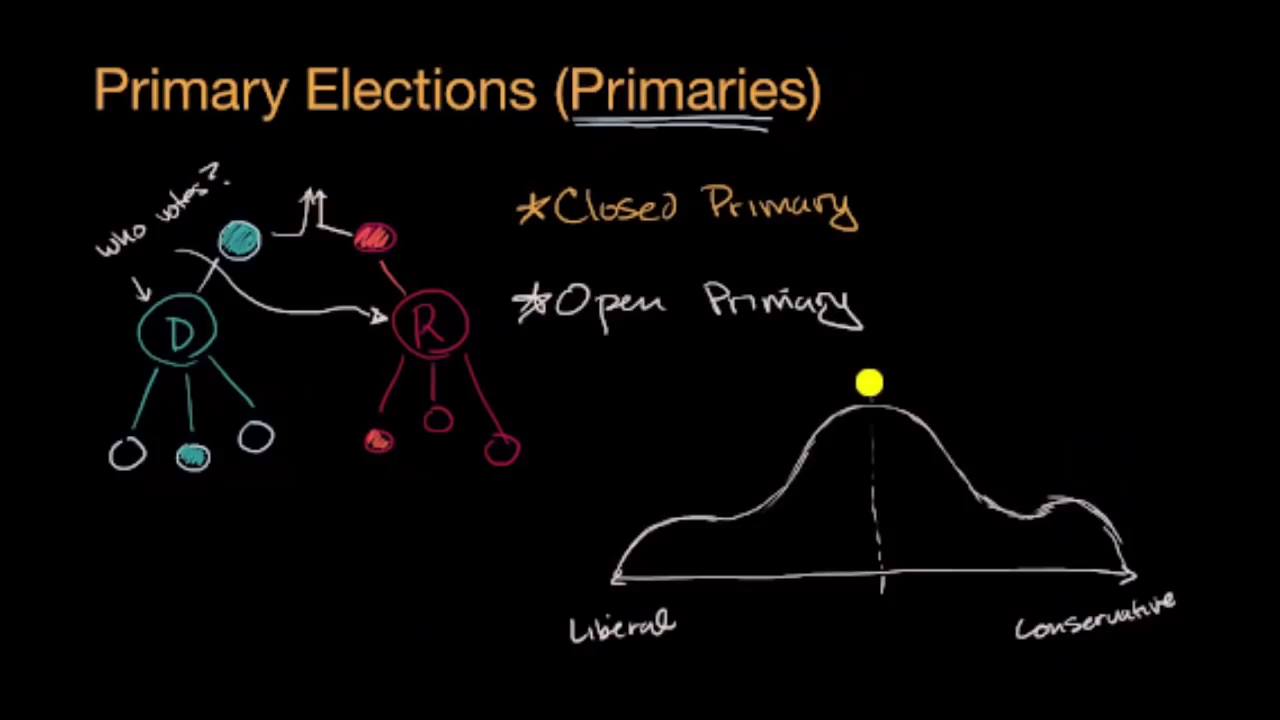 Primary Elections (Primaries)
who votes?
*Closed Primary
*Open Primary
D
R
Liberal
Conservative